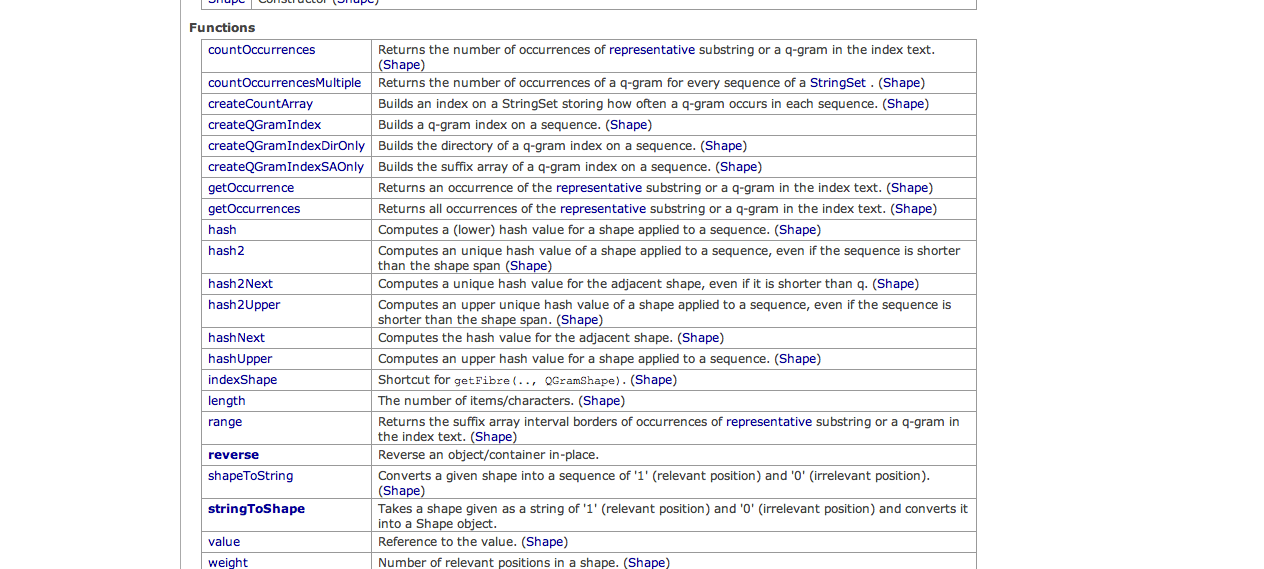 Shape Constructor (Shape)
Functions
countOccurrences Returns the number of occurrences of representative substring or a q-gram in the index text.
(Shape)
countOccurrencesMultiple Returns the number of occurrences of a q-gram for every sequence of a StringSet . (Shape)
createCountArray Builds an index on a StringSet storing how often a q-gram occurs in each sequence. (Shape)
createQGramIndex Builds a q-gram index on a sequence. (Shape)
createQGramIndexDirOnly Builds the directory of a q-gram index on a sequence. (Shape)
createQGramIndexSAOnly Builds the suffix array of a q-gram index on a sequence. (Shape)
getOccurrence Returns an occurrence of the representative substring or a q-gram in the index text. (Shape)
getOccurrences Returns all occurrences of the representative substring or a q-gram in the index text. (Shape)
hash Computes a (lower) hash value for a shape applied to a sequence. (Shape)
hash2 Computes an unique hash value of a shape applied to a sequence, even if the sequence is shorter
than the shape span (Shape)
hash2Next Computes a unique hash value for the adjacent shape, even if it is shorter than q. (Shape)
hash2Upper Computes an upper unique hash value of a shape applied to a sequence, even if the sequence is
shorter than the shape span. (Shape)
hashNext Computes the hash value for the adjacent shape. (Shape)
hashUpper Computes an upper hash value for a shape applied to a sequence. (Shape)
indexShape Shortcut for getFibre(.., QGramShape). (Shape)
length The number of items/characters. (Shape)
range Returns the suffix array interval borders of occurrences of representative substring or a q-gram in
the index text. (Shape)
reverse Reverse an object/container in-place.
shapeToString Converts a given shape into a sequence of '1' (relevant position) and '0' (irrelevant position).
(Shape)
stringToShape Takes a shape given as a string of '1' (relevant position) and '0' (irrelevant position) and converts it
into a Shape object.
value Reference to the value. (Shape)
weight Number of relevant positions in a shape. (Shape)